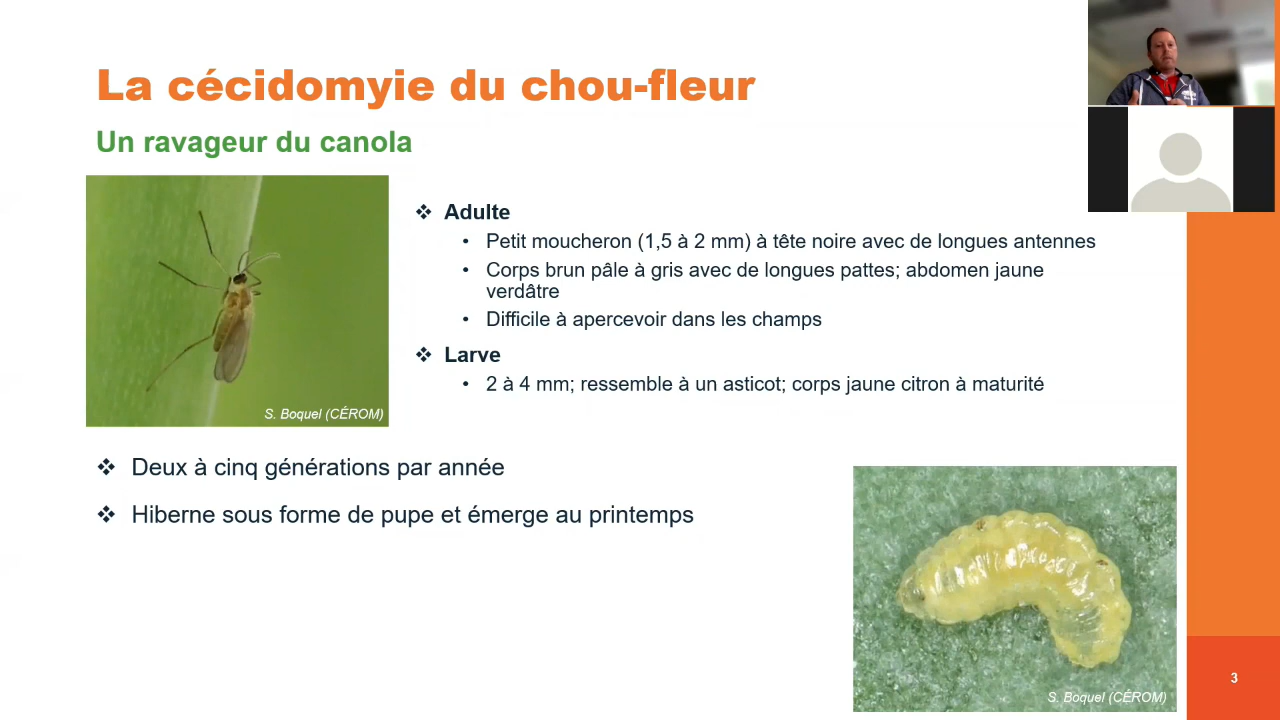 La cécidomyie du chou-fleur
Un ravageur du canola
S. Boquel (CÉROM)
❖ Adulte
• Petit moucheron (1,5 à 2 mm) à tête noire avec de longues antennes
• Corps brun pâle à gris avec de longues pattes; abdomen jaune
verdâtre
• Difficile à apercevoir dans les champs
❖ Larve
• 2 à 4 mm; ressemble à un asticot; corps jaune citron à maturité
❖ Deux à cinq générations par année
❖ Hiberne sous forme de pupe et émerge au printemps
S. Boquel (CÉROM)
3